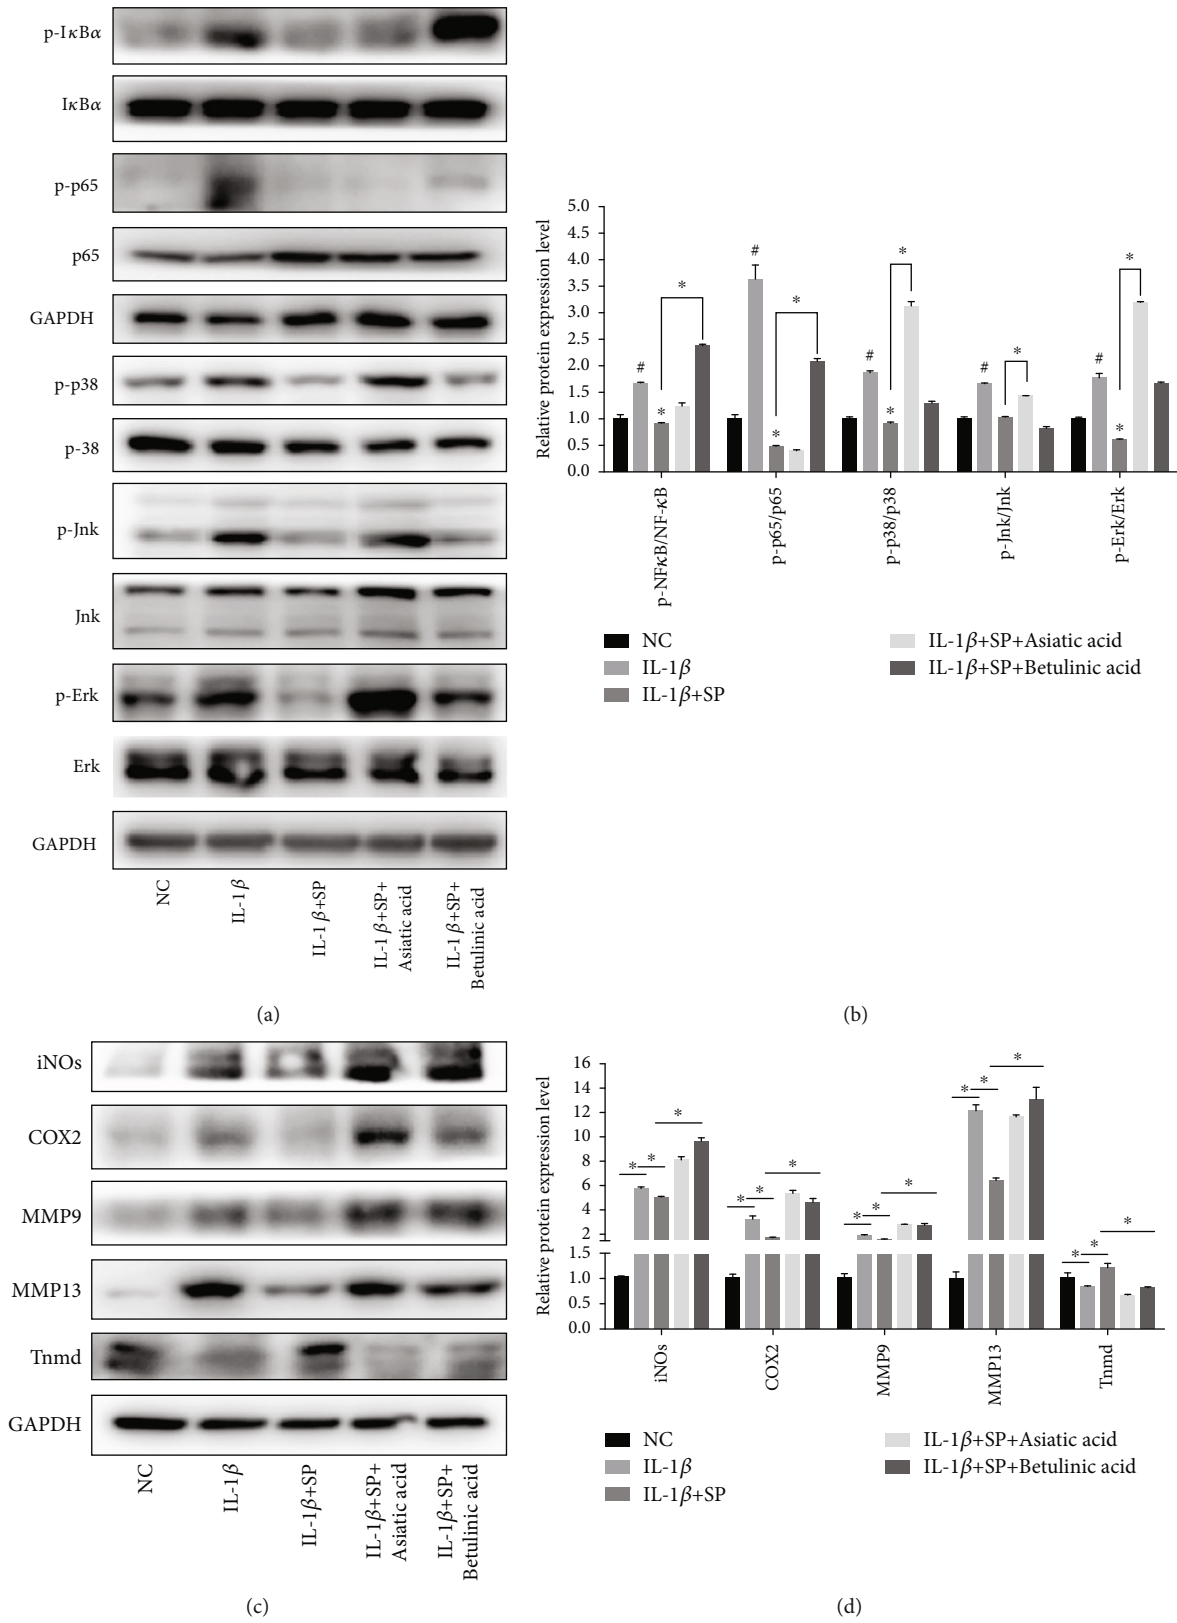 p-IκBα
IκBα
p-p65
p65
GAPDH
p-p38
p-38
p-Jnk
Jnk
p-Erk
Erk
GAPDH
NC
IL-1β
IL-1β+SP
IL-1β+SP+
Asiatic acid
IL-1β+SP+
Betulinic acid
(a)
Relative protein expression level
5.0
4.5
4.0
3.5
3.0
2.5
2.0
1.5
1.0
0.5
0.0
# * *
# * *
# * *
# *
# * *
p-NFκB/NF-κB
p-p65/p65
p-p38/p38
p-Jnk/Jnk
p-Erk/Erk
NC
IL-1β
IL-1β+SP
IL-1β+SP+Asiatic acid
IL-1β+SP+Betulinic acid
(b)
iNOs
COX2
MMP9
MMP13
Tnmd
GAPDH
NC
IL-1β
IL-1β+SP
IL-1β+SP+
Asiatic acid
IL-1β+SP+
Betulinic acid
(c)
Relative protein expression level
16
14
12
10
8
6
4
2
1.5
1.0
0.5
0.0
* * *
* * *
* * *
* * *
* * *
iNOs
COX2
MMP9
MMP13
Tnmd
NC
IL-1β
IL-1β+SP
IL-1β+SP+Asiatic acid
IL-1β+SP+Betulinic acid
(d)